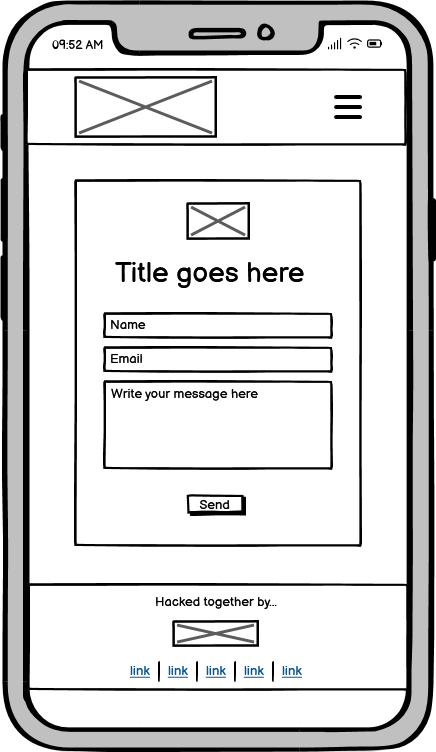 09:52 AM
Title goes here
Name
Email
Write your message here
Send
Hacked together by...
link | link | link | link | link